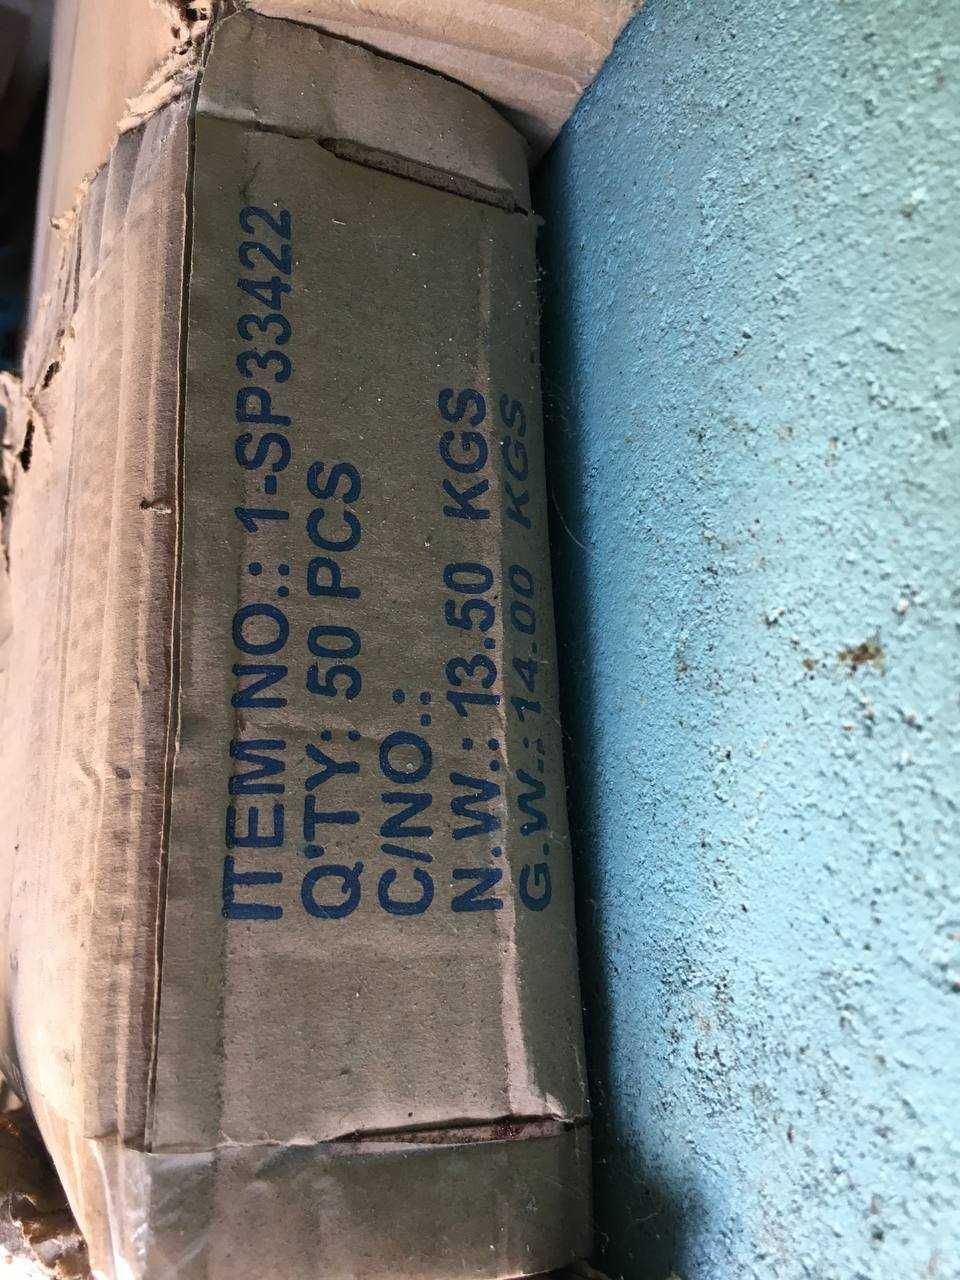 ITEM NO.: 1-SP33422
Q'TY: 50 PCS
C/NO.:
N.W.: 13.50 KGS
G.W.: 14.00 KGS